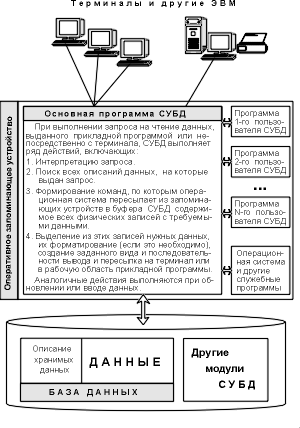 Терминалы и другие ЭВМ
Оперативное запоминающее устройство
Основная программа СУБД
При выполнении запроса на чтение данных,
выданного прикладной программой или не-
посредственно с терминала, СУБД выполняет
ряд действий, включающих:
1. Интерпретацию запроса.
2. Поиск всех описаний данных, на которые
выдан запрос.
3. Формирование команд, по которым опера-
ционная система пересылает из запоминаю-
щих устройств в буфера СУБД содержи-
мое всех физических записей с требуемы-
ми данными.
4. Выделение из этих записей нужных данных,
их форматирование (если это необходимо),
создание заданного вида и последователь-
ности вывода и пересылка на терминал или
в рабочую область прикладной программы.
Аналогичные действия выполняются при об-
новлении или вводе данных.
Программа
1-го пользо-
вателя СУБД
Программа
2-го пользо-
вателя СУБД
...
Программа
N-го пользо-
вателя СУБД
Операцион-
ная система
и другие
служебные
программы
Описание
хранимых
данных
ДАННЫЕ
БАЗА ДАННЫХ
Другие
модули
СУБД